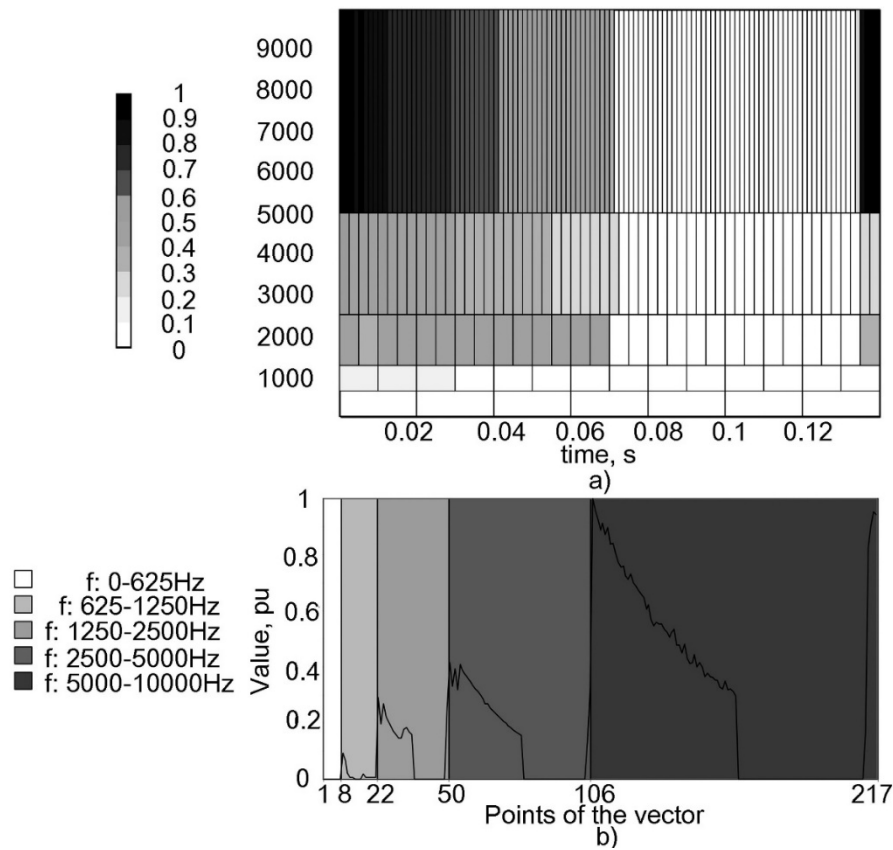 1
0.9
0.8
0.7
0.6
0.5
0.4
0.3
0.2
0.1
0
9000
8000
7000
6000
5000
4000
3000
2000
1000
0.02 0.04 0.06 0.08 0.1 0.12
time, s
a)
f: 0-625Hz
f: 625-1250Hz
f: 1250-2500Hz
f: 2500-5000Hz
f: 5000-10000Hz
Value, pu
1
0.8
0.6
0.4
0.2
0
1 8 22 50 106 217
Points of the vector
b)